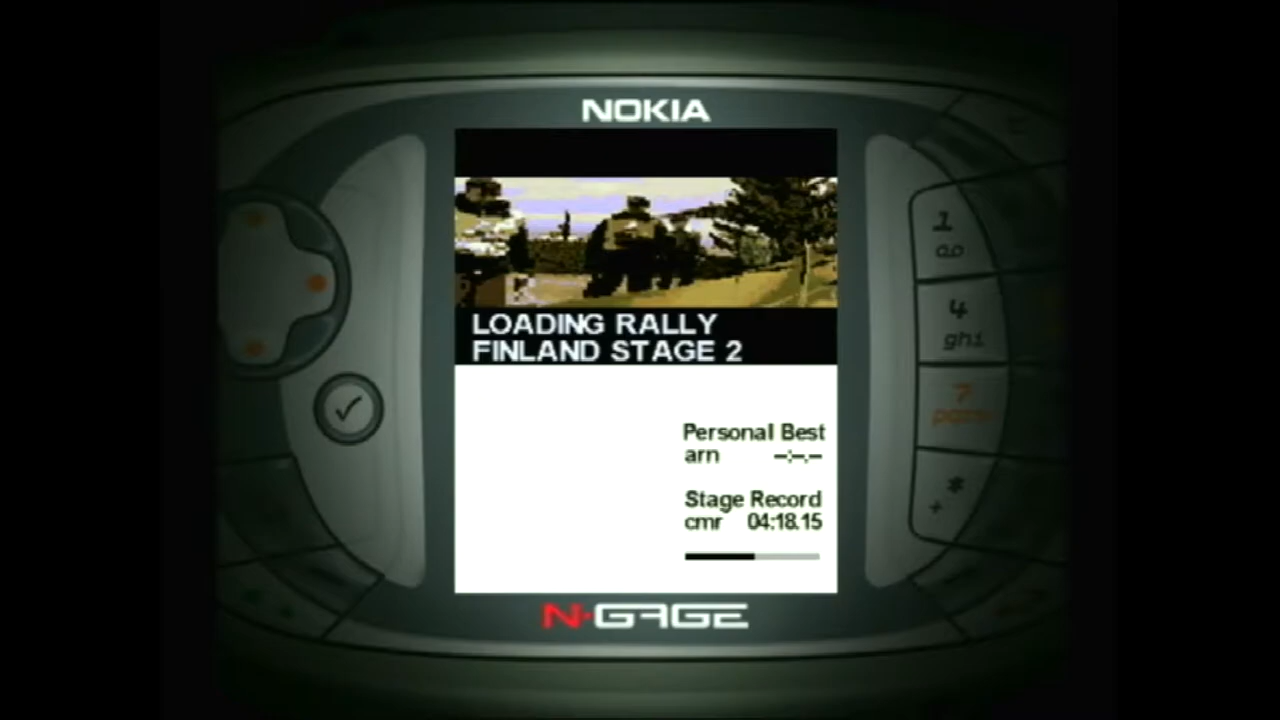 NOKIA
LOADING RALLY
FINLAND STAGE 2
Personal Best
arn --:--.--
Stage Record
cmr 04:18.15
N-GAGE
1
4
ghi
7
*
+